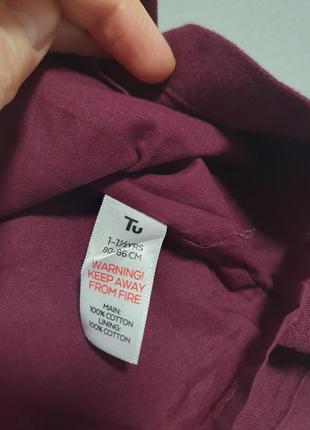 Tu
1-1½YRS
80-86 CM
WARNING!
KEEP AWAY
FROM FIRE
MAIN:
100% COTTON
LINING:
100% COTTON